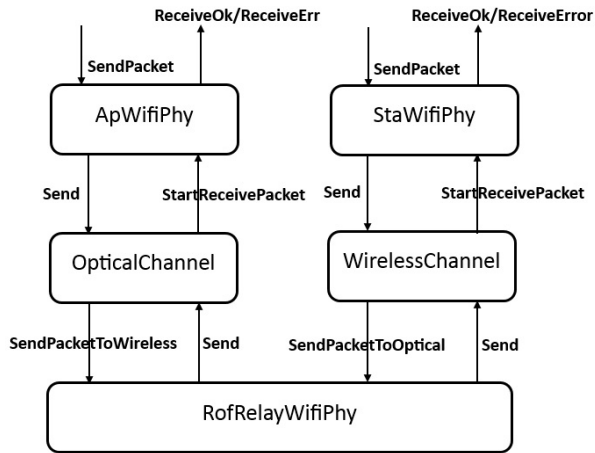 ReceiveOk/ReceiveErr
ReceiveOk/ReceiveError
SendPacket
SendPacket
ApWifiPhy
StaWifiPhy
Send
StartReceivePacket
Send
StartReceivePacket
OpticalChannel
WirelessChannel
SendPacketToWireless
Send
SendPacketToOptical
Send
RofRelayWifiPhy